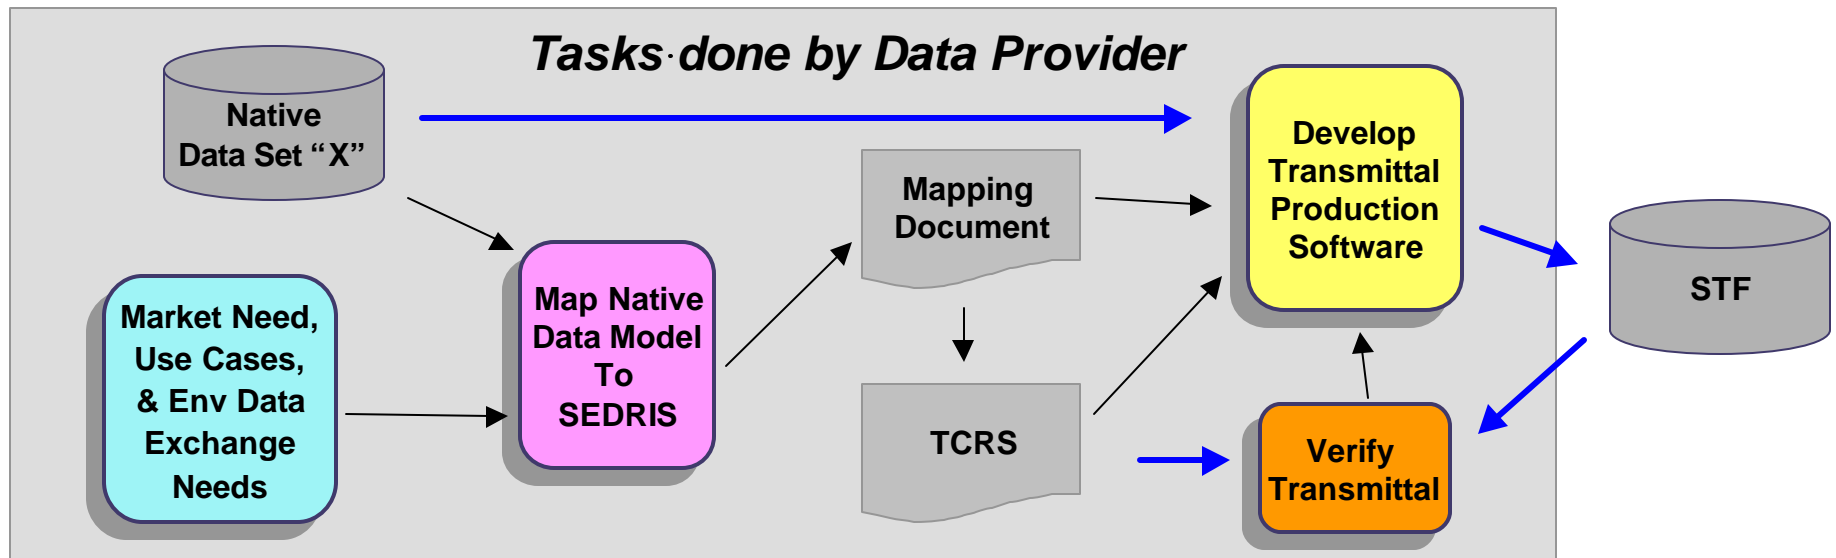 Tasks·done by Data Provider
Native
Data Set “X”
Market Need,
Use Cases,
& Env Data
Exchange
Needs
Map Native
Data Model
To
SEDRIS
Mapping
Document
TCRS
Develop
Transmittal
Production
Software
Verify
Transmittal
STF